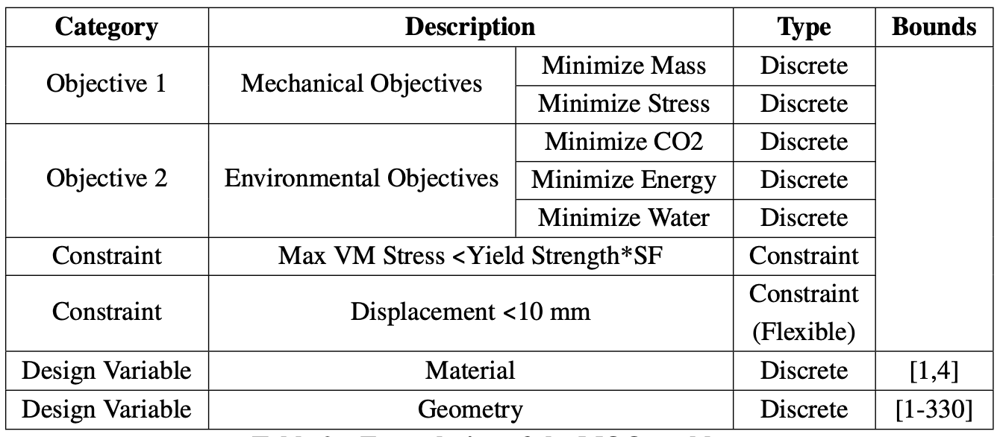 Category Description Type Bounds
Objective 1 Mechanical Objectives Minimize Mass Discrete
Minimize Stress Discrete
Objective 2 Environmental Objectives Minimize CO2 Discrete
Minimize Energy Discrete
Minimize Water Discrete
Constraint Max VM Stress <Yield Strength*SF Constraint
Constraint Displacement <10 mm Constraint
(Flexible)
Design Variable Material Discrete [1,4]
Design Variable Geometry Discrete [1-330]